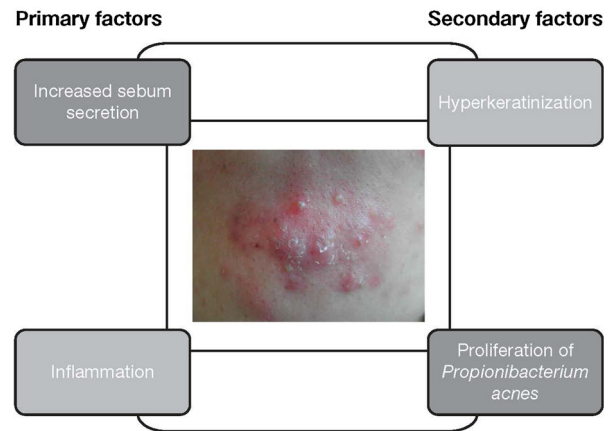 Primary factors
Secondary factors
Increased sebum
secretion
Hyperkeratinization
Inflammation
Proliferation of
Propionibacterium
acnes